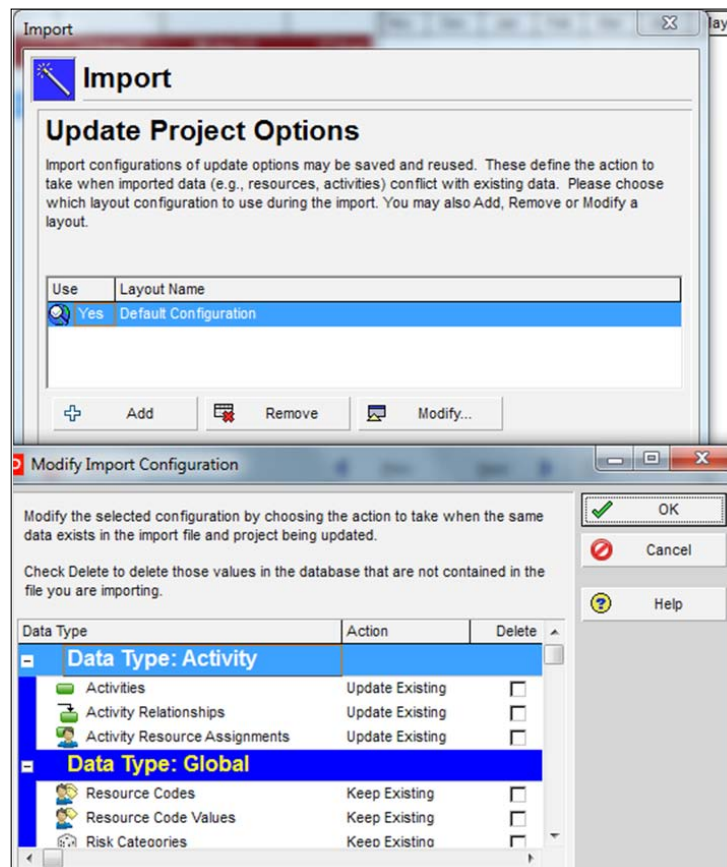 Import
lay
Import
Update Project Options
Import configurations of update options may be saved and reused. These define the action to
take when imported data (e.g., resources, activities) conflict with existing data. Please choose
which layout configuration to use during the import. You may also Add, Remove or Modify a
layout.
Use Layout Name
Yes Default Configuration
Add Remove Modify...
Modify Import Configuration
Modify the selected configuration by choosing the action to take when the same
data exists in the import file and project being updated.
Check Delete to delete those values in the database that are not contained in the
file you are importing.
OK
Cancel
Help
Data Type Action Delete
Data Type: Activity
Activities Update Existing
Activity Relationships Update Existing
Activity Resource Assignments Update Existing
Data Type: Global
Resource Codes Keep Existing
Resource Code Values Keep Existing
Risk Categories Keep Existing